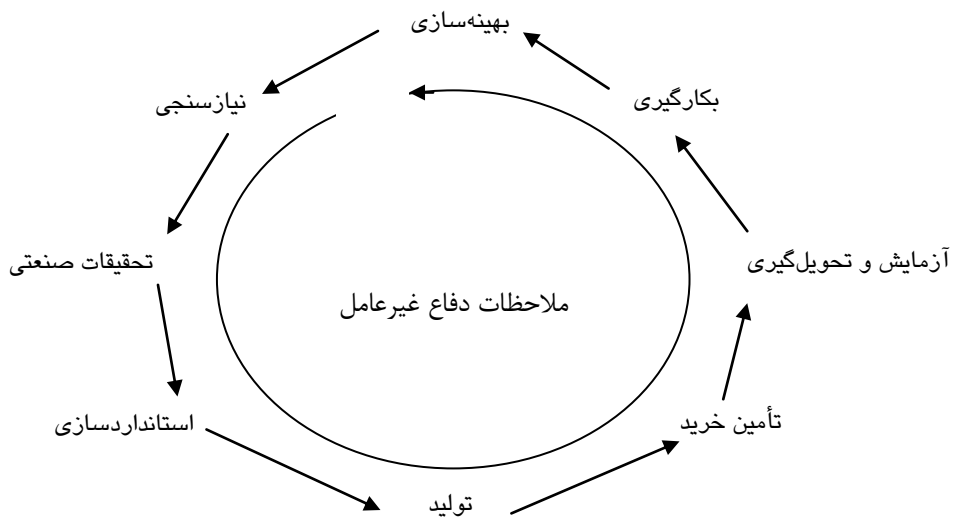 بهینه‌سازی
بکارگیری
نیازسنجی
آزمایش و تحویل‌گیری
تحقیقات صنعتی
ملاحظات دفاع غیرعامل
تأمین خرید
استانداردسازی
تولید